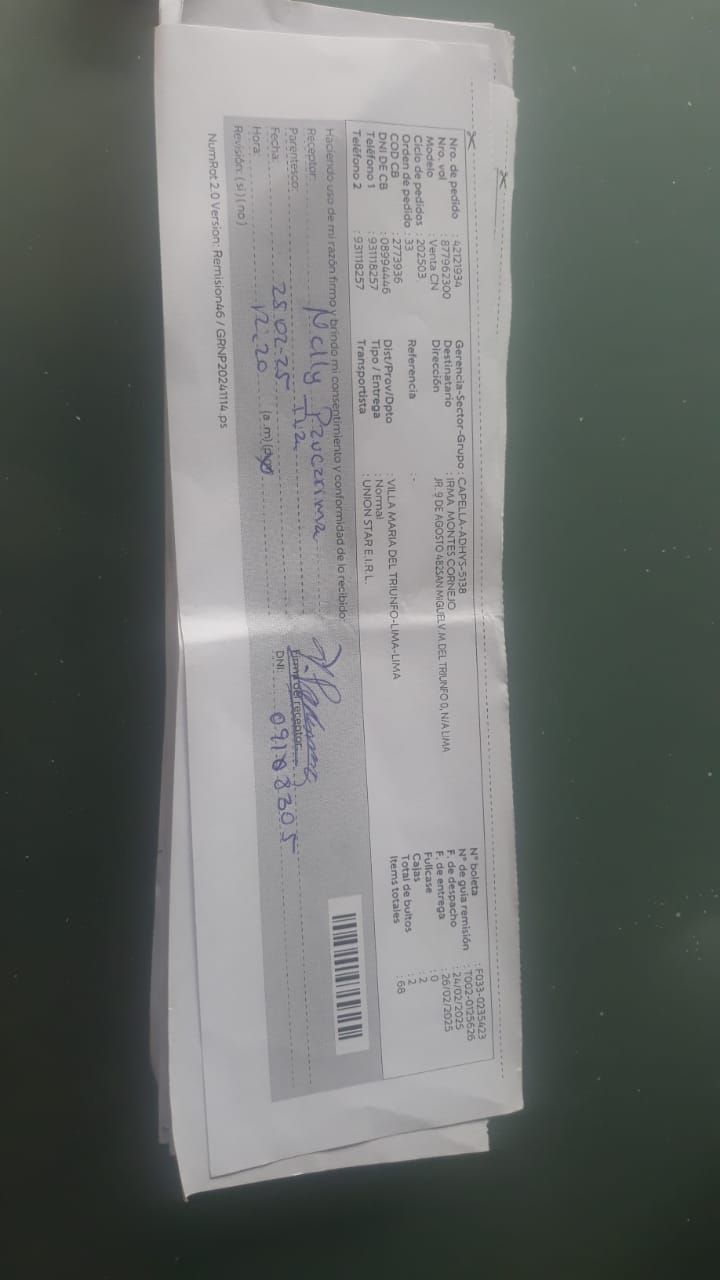 Nro. de pedido : 42121934
Nro. vol : 877962300
Modelo Venta CN
Ciclo de pedidos : 202503
Orden de pedido : 33
COD CB : 2773936
DNI DE CB : 08994446
Teléfono 1 : 931118257
Teléfono 2 : 931118257
Gerencia-Sector-Grupo : CAPELLA-ADHYS-5138
Destinatario : IRMA MONTES CORNEJO
Dirección JR. 9 DE AGOSTO 482SAN MIGUELV.M.DEL TRIUNFO 0, N/A LIMA
Referencia : -
Dist/Prov/Dpto : VILLA MARIA DEL TRIUNFO-LIMA-LIMA
Tipo / Entrega : Normal
Transportista : UNION STAR E.I.R.L.
N° boleta : F033-0235423
N° de guía remisión : T002-0125626
F. de despacho : 24/02/2025
F. de entrega : 26/02/2025
Fullcase : 0
Cajas : 2
Total de bultos : 2
Items totales : 68
Haciendo uso de mi razón firmo y brindo mi consentimiento y conformidad de lo recibido:
Receptor: Nelly Paucarima
Parentesco:
Firma del receptor
Fecha: 25.02.25
DNI:
Hora: 12:20 (a.m)
Revisión: (si) (no)
NumRot 2.0 Version: Remision46 / GRNP20241114.ps